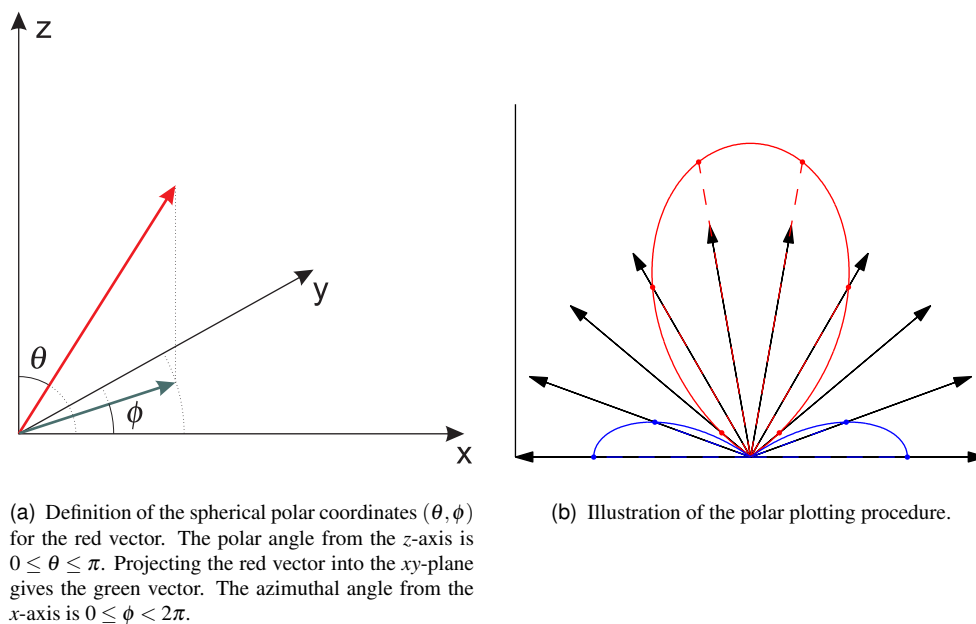 z
y
θ
ϕ
x
(a) Definition of the spherical polar coordinates (θ,ϕ)
for the red vector. The polar angle from the z-axis is
0 ≤ θ ≤ π. Projecting the red vector into the xy-plane
gives the green vector. The azimuthal angle from the
x-axis is 0 ≤ ϕ < 2π.
(b) Illustration of the polar plotting procedure.